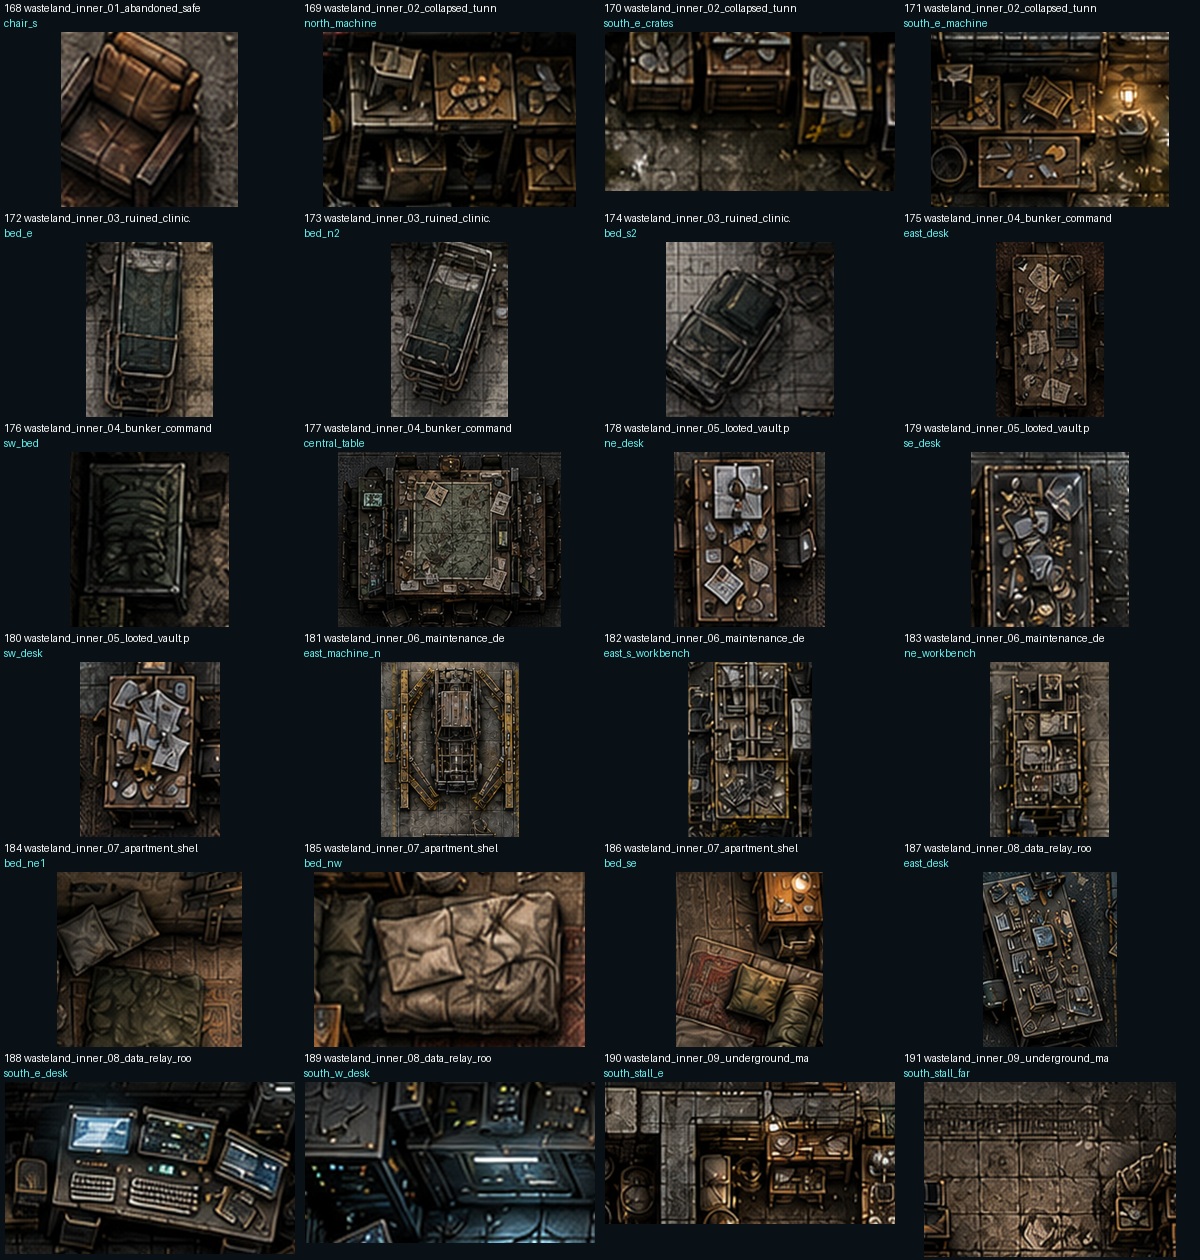 168 wasteland_inner_01_abandoned_safe
chair_s
169 wasteland_inner_02_collapsed_tunn
north_machine
170 wasteland_inner_02_collapsed_tunn
south_e_crates
171 wasteland_inner_02_collapsed_tunn
south_e_machine
172 wasteland_inner_03_ruined_clinic.
bed_e
173 wasteland_inner_03_ruined_clinic.
bed_n2
174 wasteland_inner_03_ruined_clinic.
bed_s2
175 wasteland_inner_04_bunker_command
east_desk
176 wasteland_inner_04_bunker_command
sw_bed
177 wasteland_inner_04_bunker_command
central_table
178 wasteland_inner_05_looted_vault.p
ne_desk
179 wasteland_inner_05_looted_vault.p
se_desk
180 wasteland_inner_05_looted_vault.p
sw_desk
181 wasteland_inner_06_maintenance_de
east_machine_n
182 wasteland_inner_06_maintenance_de
east_s_workbench
183 wasteland_inner_06_maintenance_de
ne_workbench
184 wasteland_inner_07_apartment_shel
bed_ne1
185 wasteland_inner_07_apartment_shel
bed_nw
186 wasteland_inner_07_apartment_shel
bed_se
187 wasteland_inner_08_data_relay_roo
east_desk
188 wasteland_inner_08_data_relay_roo
south_e_desk
189 wasteland_inner_08_data_relay_roo
south_w_desk
190 wasteland_inner_09_underground_ma
south_stall_e
191 wasteland_inner_09_underground_ma
south_stall_far